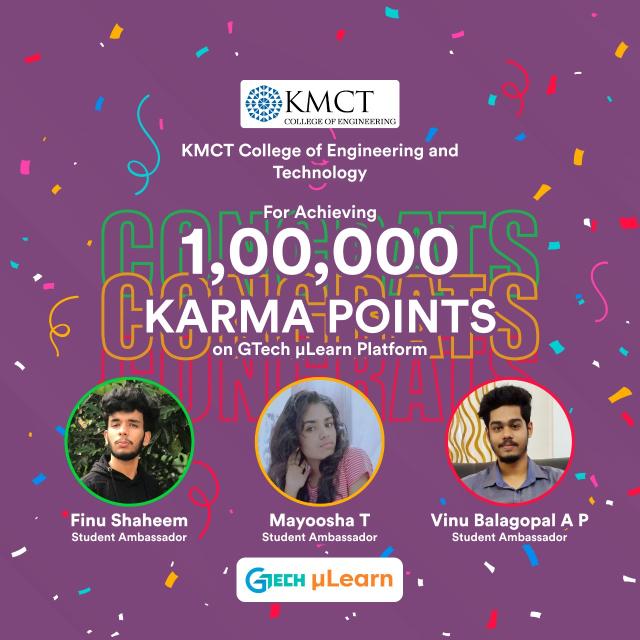 KMCT
COLLEGE OF ENGINEERING
KMCT College of Engineering and
Technology
CONGRATS
For Achieving
1,00,000
CONGRATS
KARMA POINTS
on GTech µLearn Platform
CONGRATS
Finu Shaheem
Student Ambassador
Mayoosha T
Student Ambassador
Vinu Balagopal A P
Student Ambassador
GTECH µLearn